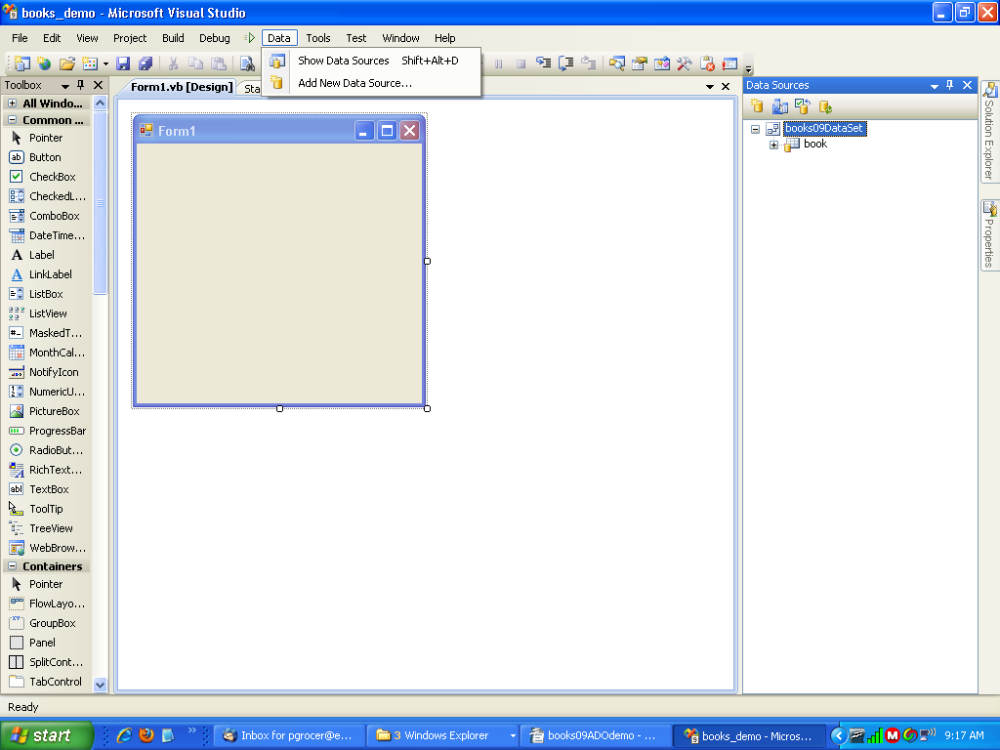 books_demo - Microsoft Visual Studio
File Edit View Project Build Debug Data Tools Test Window Help
Show Data Sources Shift+Alt+D
Add New Data Source...
Toolbox
Form1.vb [Design]
Sta
Data Sources
All Windo...
Common ...
Pointer
Button
CheckBox
CheckedL...
ComboBox
DateTime...
Label
LinkLabel
ListBox
ListView
MaskedT...
MonthCal...
NotifyIcon
NumericU...
PictureBox
ProgressBar
RadioBut...
RichText...
TextBox
ToolTip
TreeView
WebBrow...
Containers
Pointer
FlowLayo...
GroupBox
Panel
SplitCont...
TabControl
Form1
books09DataSet
book
Solution Explorer
Properties
Ready
start
Inbox for pgrocer@e...
3 Windows Explorer
books09ADOdemo - ...
books_demo - Micros...
9:17 AM